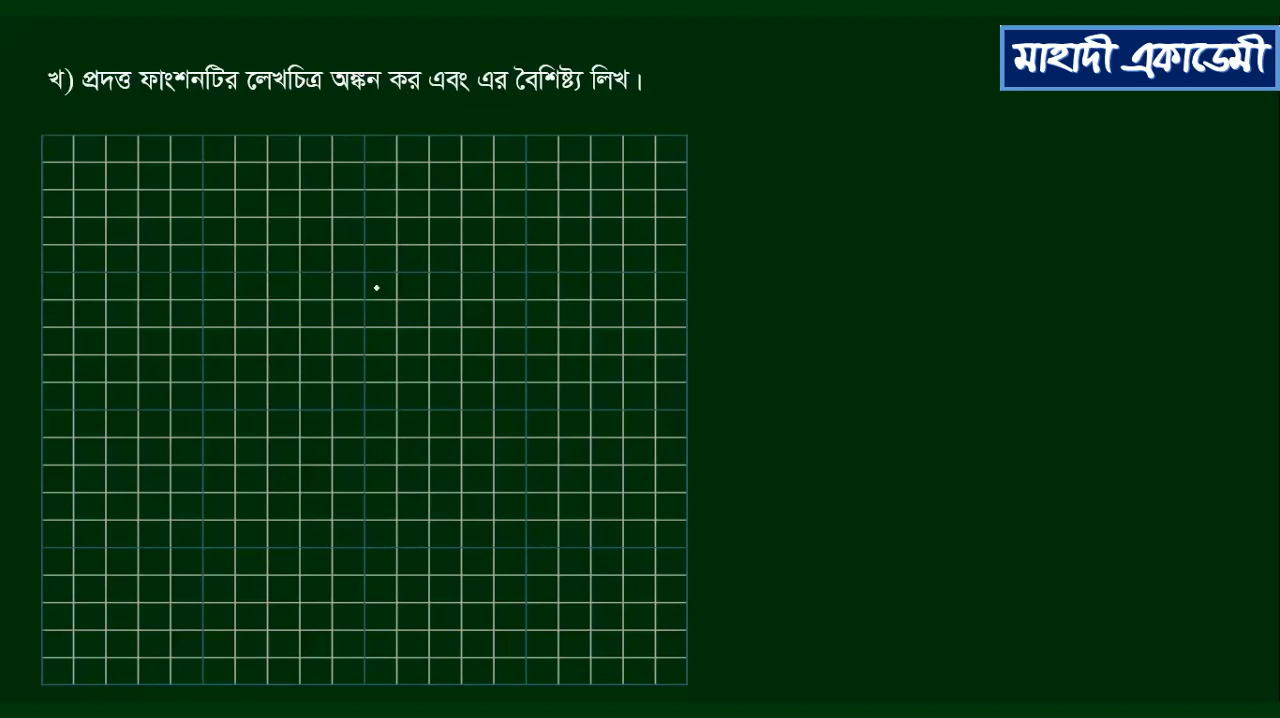 মাহাদী একাডেমী
খ) প্রদত্ত ফাংশনটির লেখচিত্র অঙ্কন কর এবং এর বৈশিষ্ট্য লিখ।